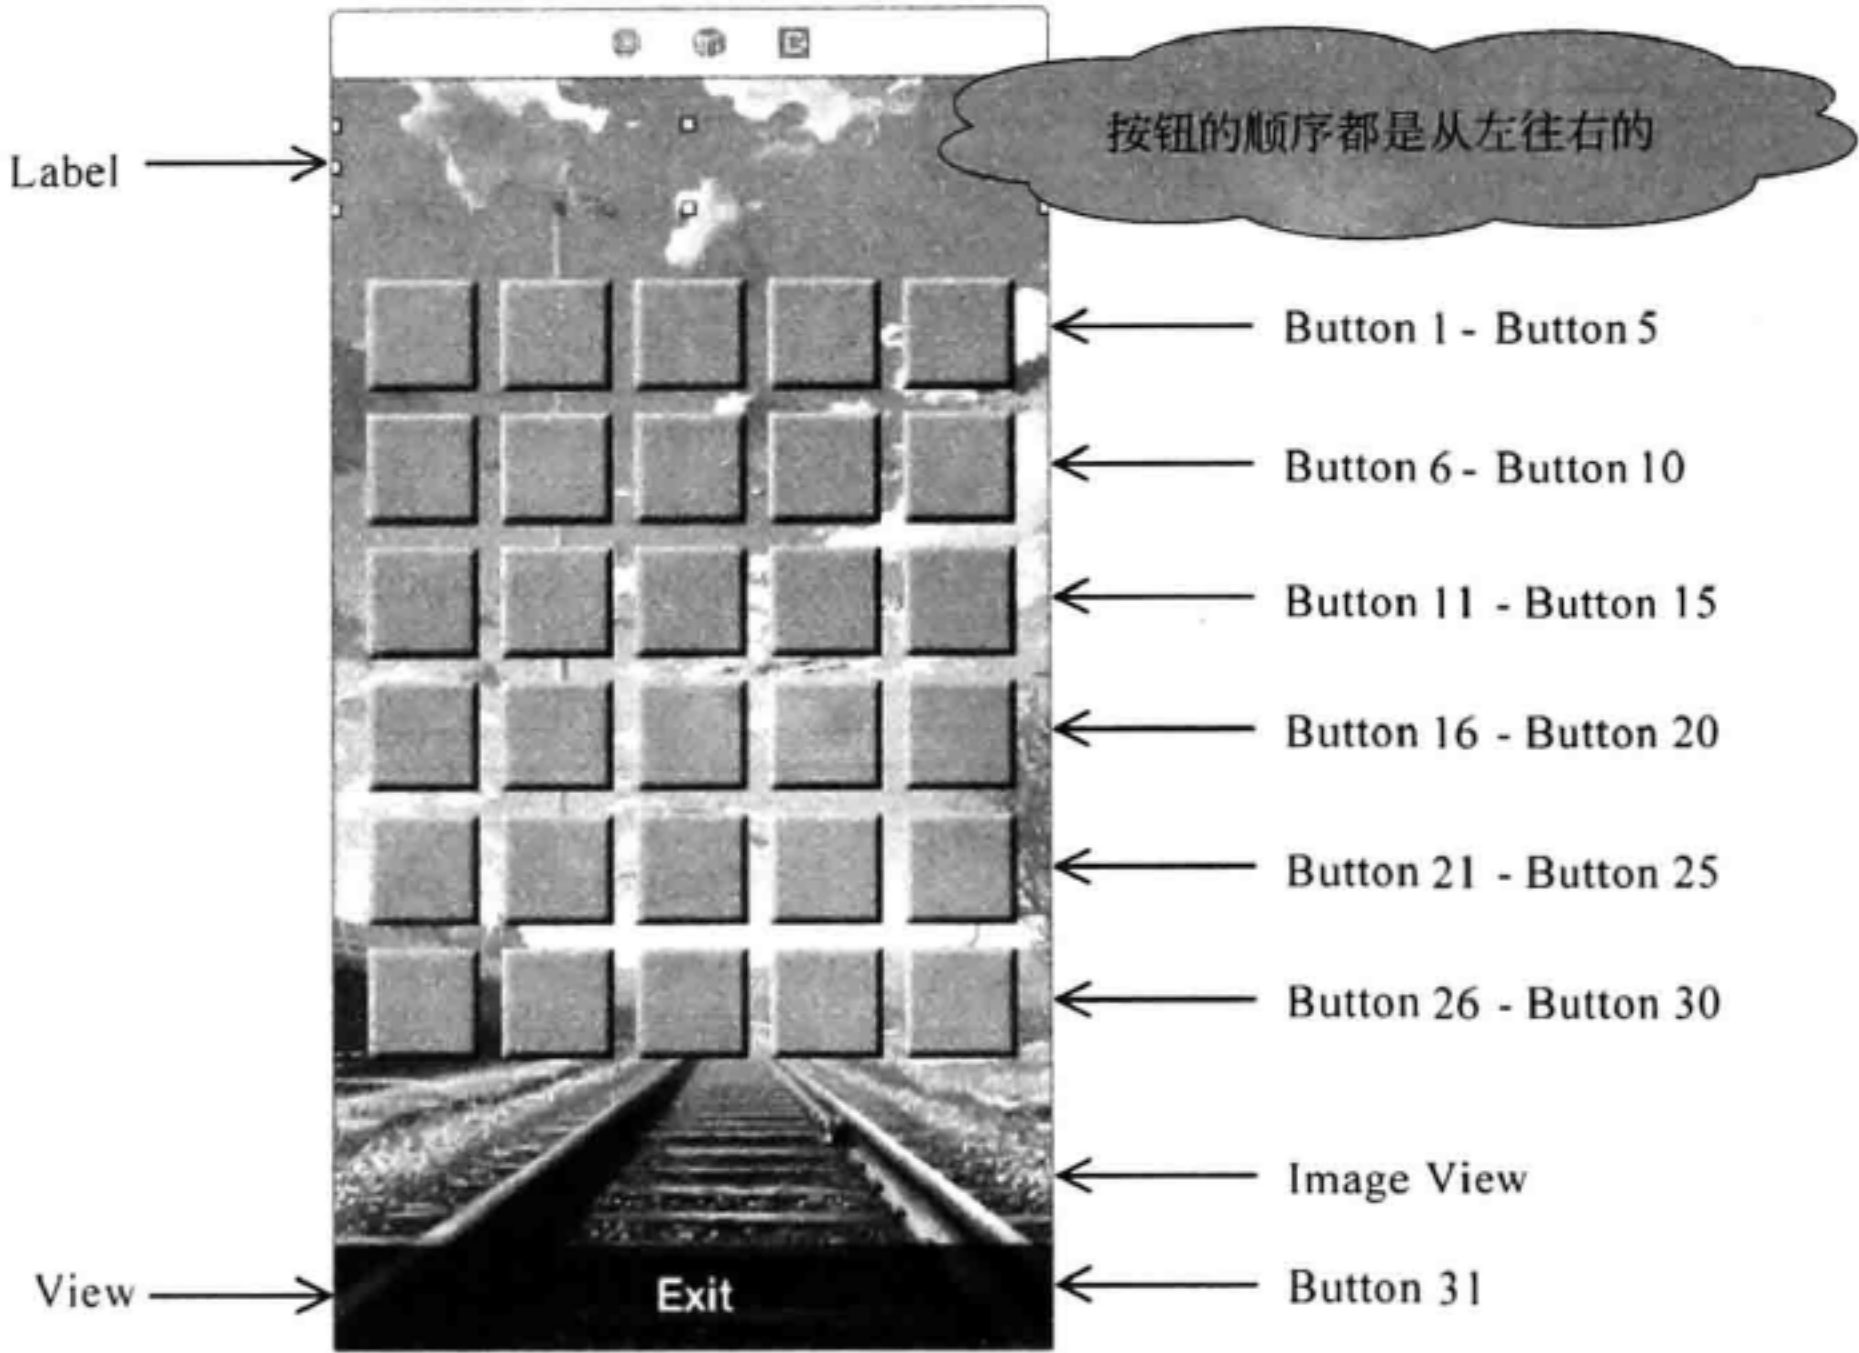 按钮的顺序都是从左往右的
Label
Button 1 - Button 5
Button 6 - Button 10
Button 11 - Button 15
Button 16 - Button 20
Button 21 - Button 25
Button 26 - Button 30
Image View
View
Exit
Button 31